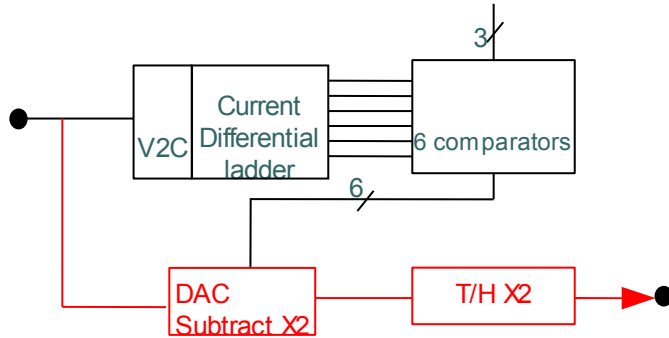 3
V2C
Current
Differential
ladder
6 comparators
6
DAC
Subtract X2
T/H X2